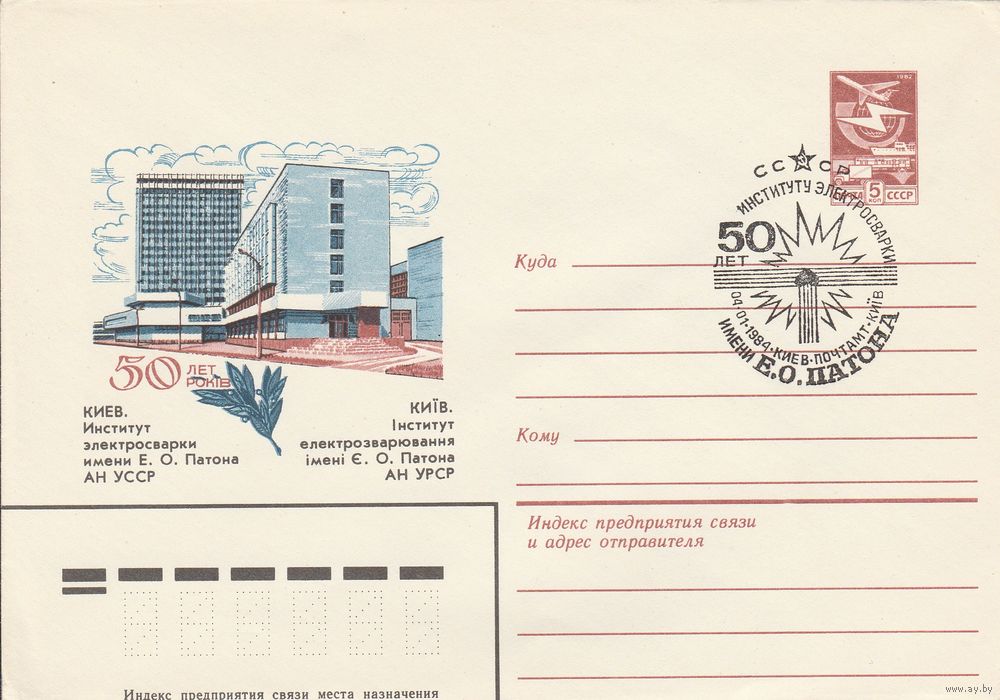 1982
ПОЧТА 5 КОП СССР
СССР
ИНСТИТУТУ ЭЛЕКТРОСВАРКИ
50
ЛЕТ
04·01·1984·КИЕВ·ПОЧТАМТ·КИЇВ
ИМЕНИ Е.О.ПАТОНА
50 ЛЕТ
РОКІВ
КИЕВ.
Институт
электросварки
имени Е. О. Патона
АН УССР
КИЇВ.
Інститут
електрозварювання
імені Є. О. Патона
АН УРСР
Куда
Кому
Индекс предприятия связи
и адрес отправителя
Индекс предприятия связи места назначения
www.ay.by